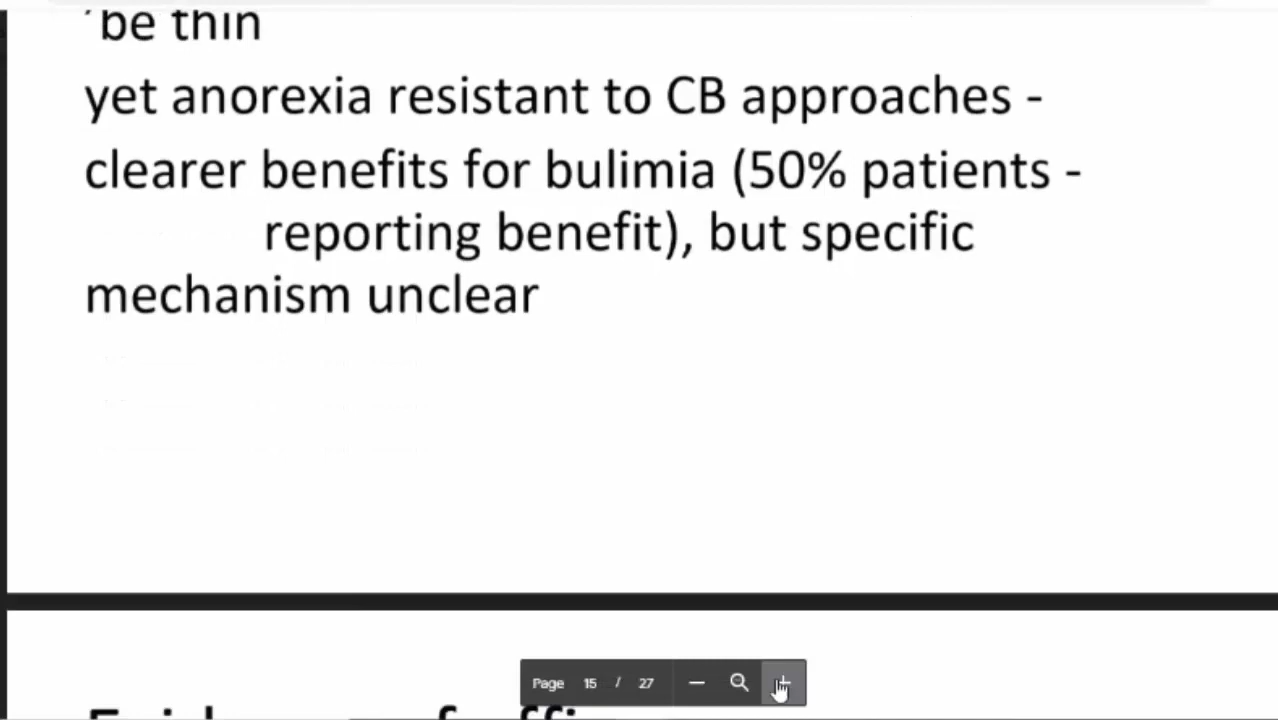 'be thin
yet anorexia resistant to CB approaches -
clearer benefits for bulimia (50% patients -
reporting benefit), but specific
mechanism unclear
Page 15 / 27